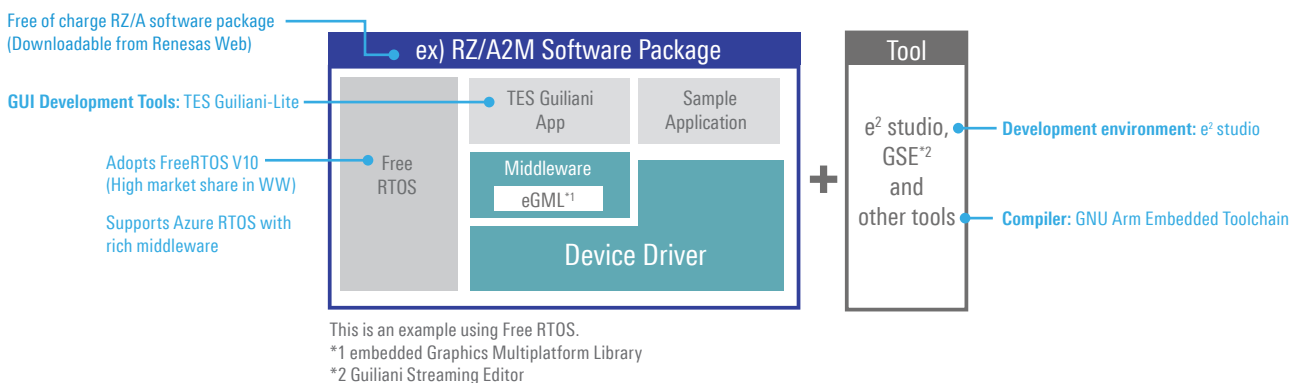 Free of charge RZ/A software package
(Downloadable from Renesas Web)
ex) RZ/A2M Software Package
Tool
GUI Development Tools: TES Guiliani-Lite
TES Guiliani
App
Sample
Application
Adopts FreeRTOS V10
(High market share in WW)
Supports Azure RTOS with
rich middleware
Free
RTOS
Middleware
eGML*1
Device Driver
+
e² studio,
GSE*2
and
other tools
Development environment: e² studio
Compiler: GNU Arm Embedded Toolchain
This is an example using Free RTOS.
*1 embedded Graphics Multiplatform Library
*2 Guiliani Streaming Editor